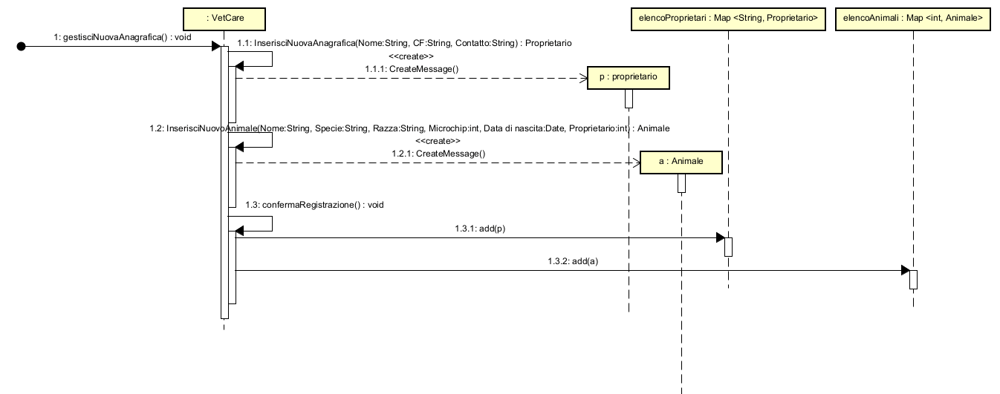 : VetCare
elencoProprietari : Map <String, Proprietario>
elencoAnimali : Map <int, Animale>
1: gestisciNuovaAnagrafica() : void
1.1: InserisciNuovaAnagrafica(Nome:String, CF:String, Contatto:String) : Proprietario
<<create>>
1.1.1: CreateMessage()
p : proprietario
1.2: InserisciNuovoAnimale(Nome:String, Specie:String, Razza:String, Microchip:int, Data di nascita:Date, Proprietario:int) : Animale
<<create>>
1.2.1: CreateMessage()
a : Animale
1.3: confermaRegistrazione() : void
1.3.1: add(p)
1.3.2: add(a)